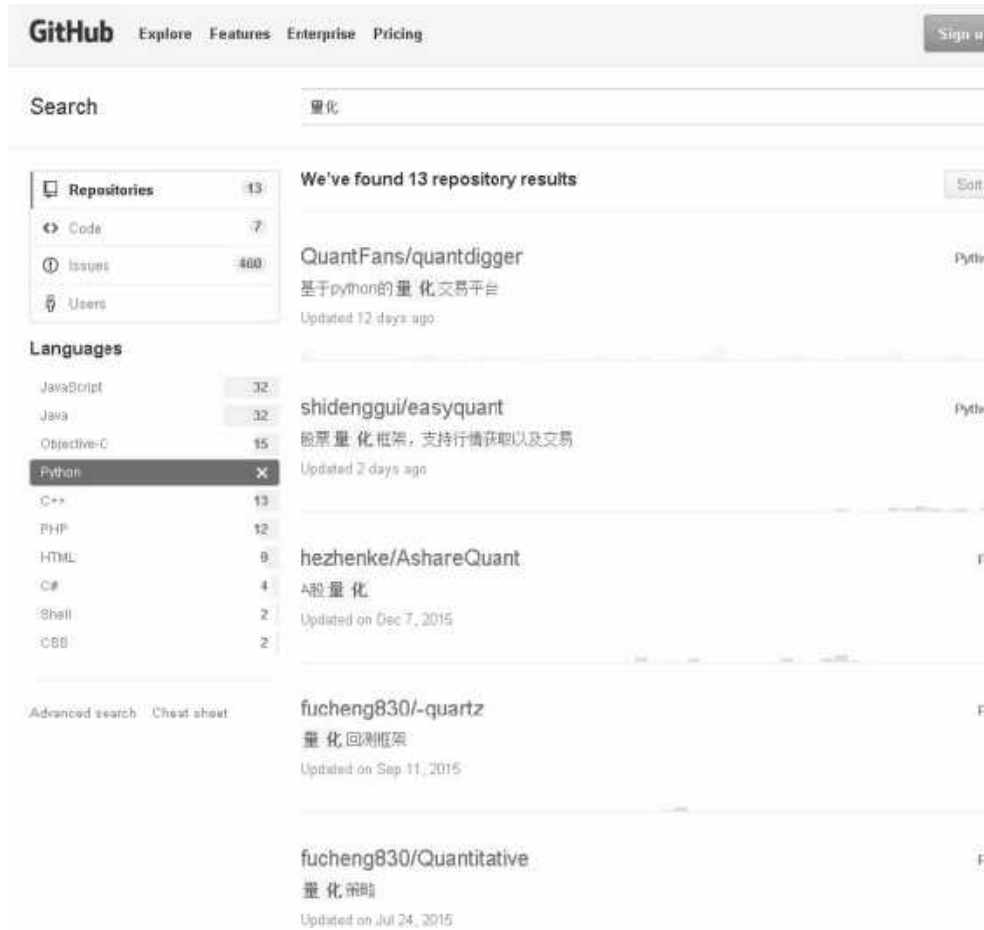 GitHub Explore Features Enterprise Pricing
Search
量化
Repositories 13
Code 7
Issues 460
Users
Languages
JavaScript 32
Java 32
Objective-C 15
Python ×
C++ 13
PHP 12
HTML 8
C# 4
Shell 2
CSS 2
Advanced search Cheat sheet
We've found 13 repository results
Sort
QuantFans/quantdigger
基于python的量 化交易平台
Updated 12 days ago
shidenggui/easyquant
股票 量 化 框架，支持行情获取以及交易
Updated 2 days ago
hezhenke/AshareQuant
A股 量 化
Updated on Dec 7, 2015
fucheng830/-quartz
量 化 回测框架
Updated on Sep 11, 2015
fucheng830/Quantitative
量 化 策略
Updated on Jul 24, 2015